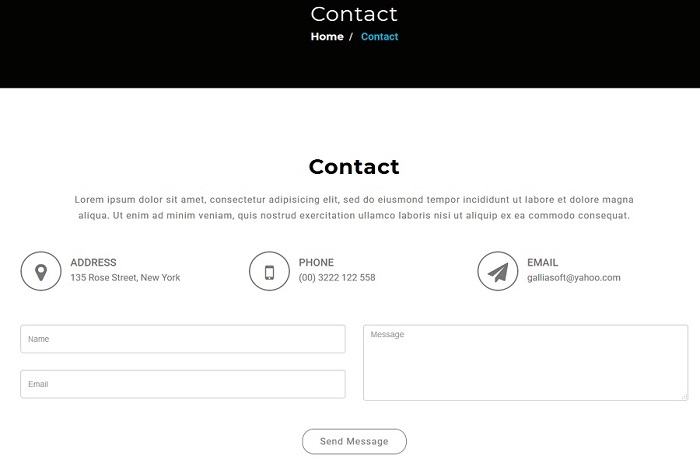 Contact
Home / Contact
Contact
Lorem ipsum dolor sit amet, consectetur adipisicing elit, sed do eiusmond tempor incididunt ut labore et dolore magna
aliqua. Ut enim ad minim veniam, quis nostrud exercitation ullamco laboris nisi ut aliquip ex ea commodo consequat.
ADDRESS
135 Rose Street, New York
PHONE
(00) 3222 122 558
EMAIL
galliasoft@yahoo.com
Name
Email
Message
Send Message